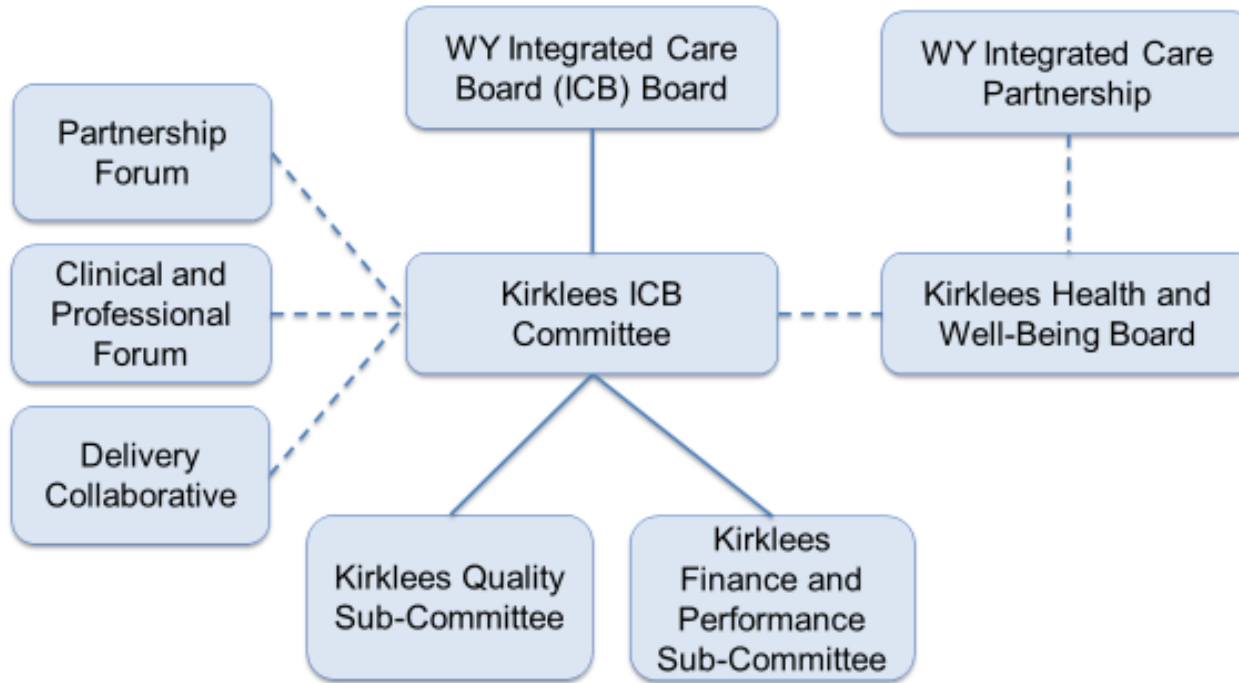 WY Integrated Care
Board (ICB) Board
WY Integrated Care
Partnership
Partnership
Forum
Clinical and
Professional
Forum
Delivery
Collaborative
Kirklees ICB
Committee
Kirklees Health and
Well-Being Board
Kirklees Quality
Sub-Committee
Kirklees
Finance and
Performance
Sub-Committee